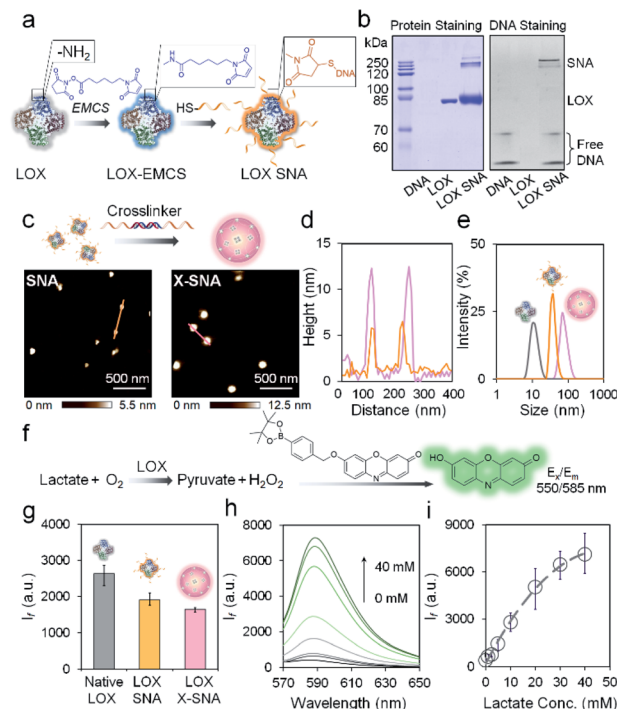 a
-NH2
EMCS
HS-
S
DNA
LOX
LOX-EMCS
LOX SNA
b
Protein Staining
DNA Staining
kDa
250
120
100
85
70
60
SNA
LOX
Free
DNA
DNA
LOX
LOX SNA
DNA
LOX
LOX SNA
c
Crosslinker
SNA
X-SNA
500 nm
500 nm
0 nm
5.5 nm
0 nm
12.5 nm
d
Height (nm)
15
12
9
6
3
0
0 100 200 300 400
Distance (nm)
e
Intensity (%)
50
25
0
1 10 100 1000
Size (nm)
f
Lactate + O2
LOX
Pyruvate + H2O2
HO
O
N
Ex/Em
550/585 nm
g
If (a.u.)
4000
3000
2000
1000
0
Native LOX
LOX SNA
LOX X-SNA
h
If (a.u.)
8000
6000
4000
2000
0
40 mM
0 mM
570 590 610 630 650
Wavelength (nm)
i
If (a.u.)
9000
6000
3000
0
0 10 20 30 40
Lactate Conc. (mM)